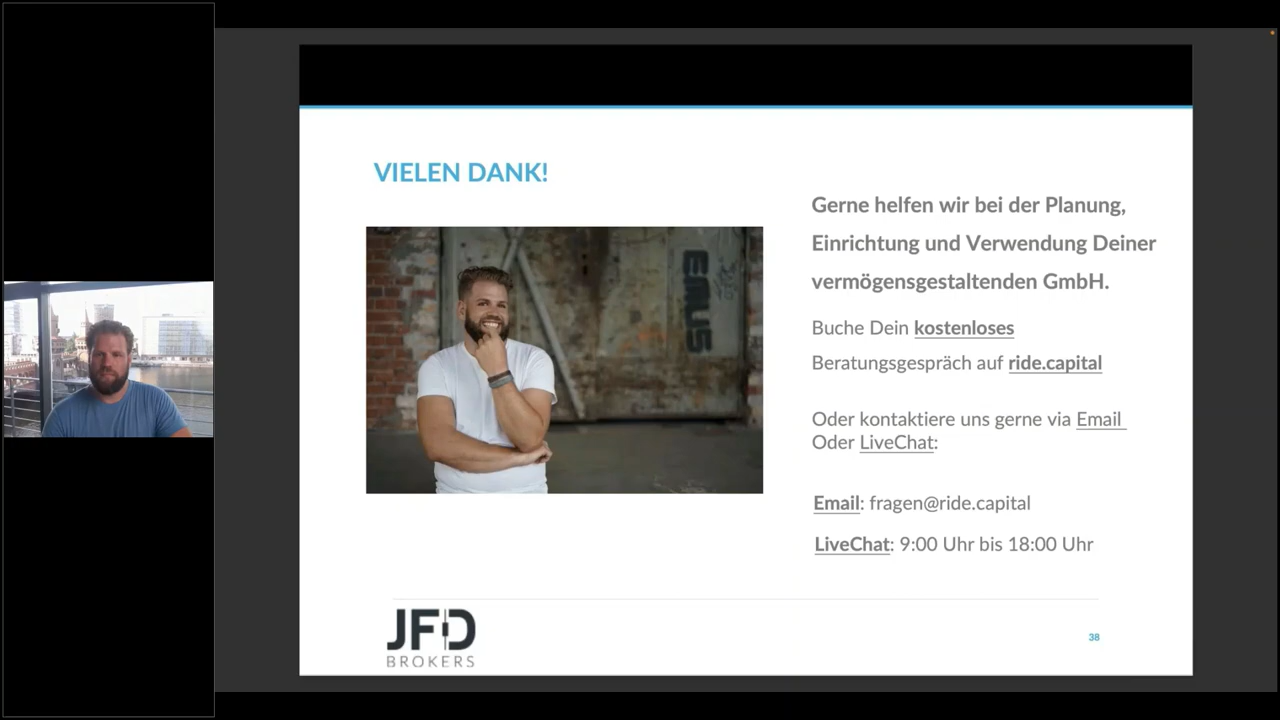 VIELEN DANK!
Gerne helfen wir bei der Planung,
Einrichtung und Verwendung Deiner
vermögensgestaltenden GmbH.
Buche Dein kostenloses
Beratungsgespräch auf ride.capital
Oder kontaktiere uns gerne via Email
Oder LiveChat:
Email: fragen@ride.capital
LiveChat: 9:00 Uhr bis 18:00 Uhr
JFD
BROKERS
38